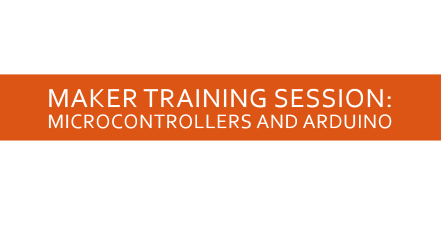 MAKER TRAINING SESSION:
MICROCONTROLLERS AND ARDUINO